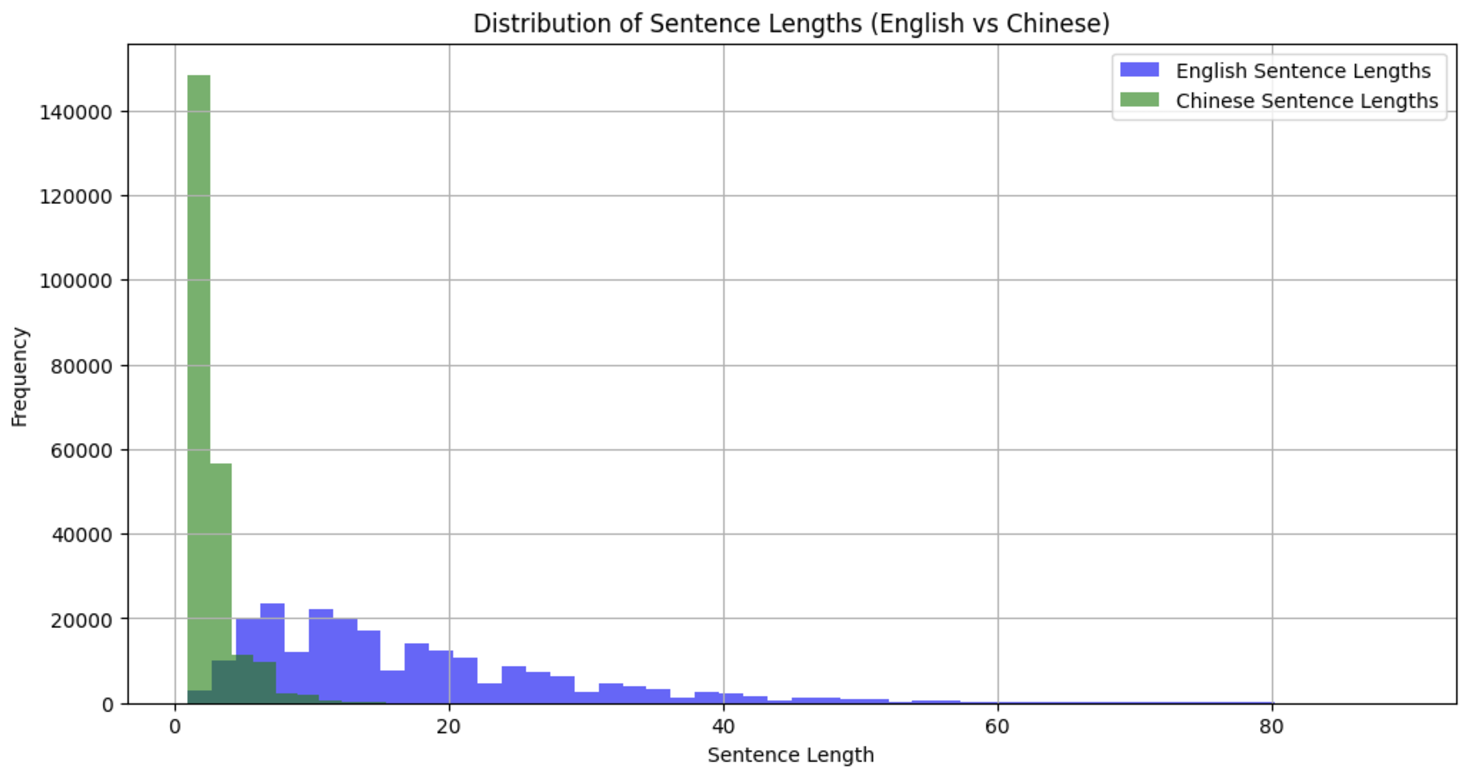 Distribution of Sentence Lengths (English vs Chinese)
English Sentence Lengths
Chinese Sentence Lengths
140000
120000
100000
80000
60000
40000
20000
0
Frequency
0 20 40 60 80
Sentence Length